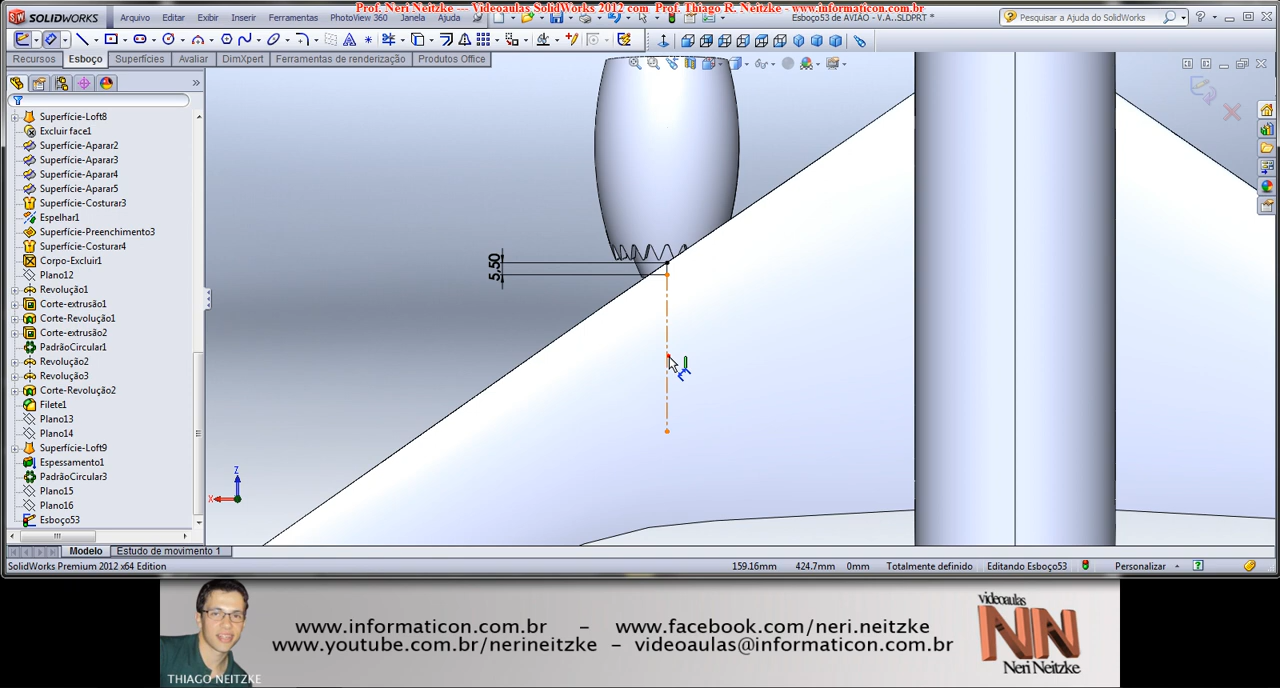 Prof. Neri Neitzke --- Videoaulas SolidWorks 2012 com Prof. Thiago R. Neitzke - www.informaticon.com.br
SOLIDWORKS
Arquivo Editar Exibir Inserir Ferramentas PhotoView 360 Toolbox Janela Ajuda
Esboço53 de AVIÃO - V.A...SLDPRT *
Pesquisar a Ajuda do SolidWorks
Recursos Esboço Superfícies Avaliar DimXpert Ferramentas de renderização Produtos Office
Superfície-Loft8
Excluir face1
Superfície-Aparar2
Superfície-Aparar3
Superfície-Aparar4
Superfície-Aparar5
Superfície-Costurar3
Espelhar1
Superfície-Preenchimento3
Superfície-Costurar4
Corpo-Excluir1
Plano12
Revolução1
Corte-extrusão1
Corte-Revolução1
Corte-extrusão2
PadrãoCircular1
Revolução2
Revolução3
Corte-Revolução2
Filete1
Plano13
Plano14
Superfície-Loft9
Espessamento1
PadrãoCircular3
Plano15
Plano16
Esboço53
5.50
Z
X
Modelo Estudo de movimento 1
SolidWorks Premium 2012 x64 Edition
159.16mm 424.7mm 0mm Totalmente definido Editando Esboço53 Personalizar
www.informaticon.com.br - www.facebook.com/neri.neitzke
www.youtube.com.br/nerineitzke - videoaulas@informaticon.com.br
THIAGO NEITZKE
videoaulas
NN
Neri Neitzke